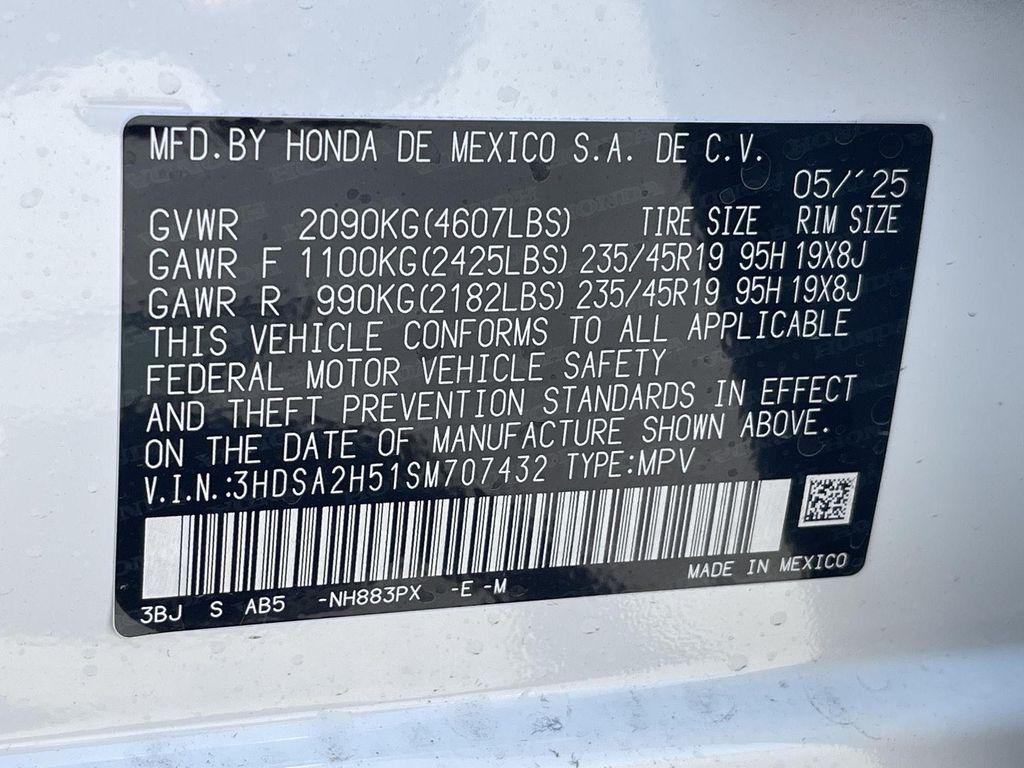 MFD.BY HONDA DE MEXICO S.A. DE C.V.
05/´25
GVWR 2090KG(4607LBS) TIRE SIZE RIM SIZE
GAWR F 1100KG(2425LBS) 235/45R19 95H 19X8J
GAWR R 990KG(2182LBS) 235/45R19 95H 19X8J
THIS VEHICLE CONFORMS TO ALL APPLICABLE
FEDERAL MOTOR VEHICLE SAFETY
AND THEFT PREVENTION STANDARDS IN EFFECT
ON THE DATE OF MANUFACTURE SHOWN ABOVE.
V.I.N.:3HDSA2H51SM707432 TYPE:MPV
MADE IN MEXICO
3BJ S AB5 -NH883PX -E -M